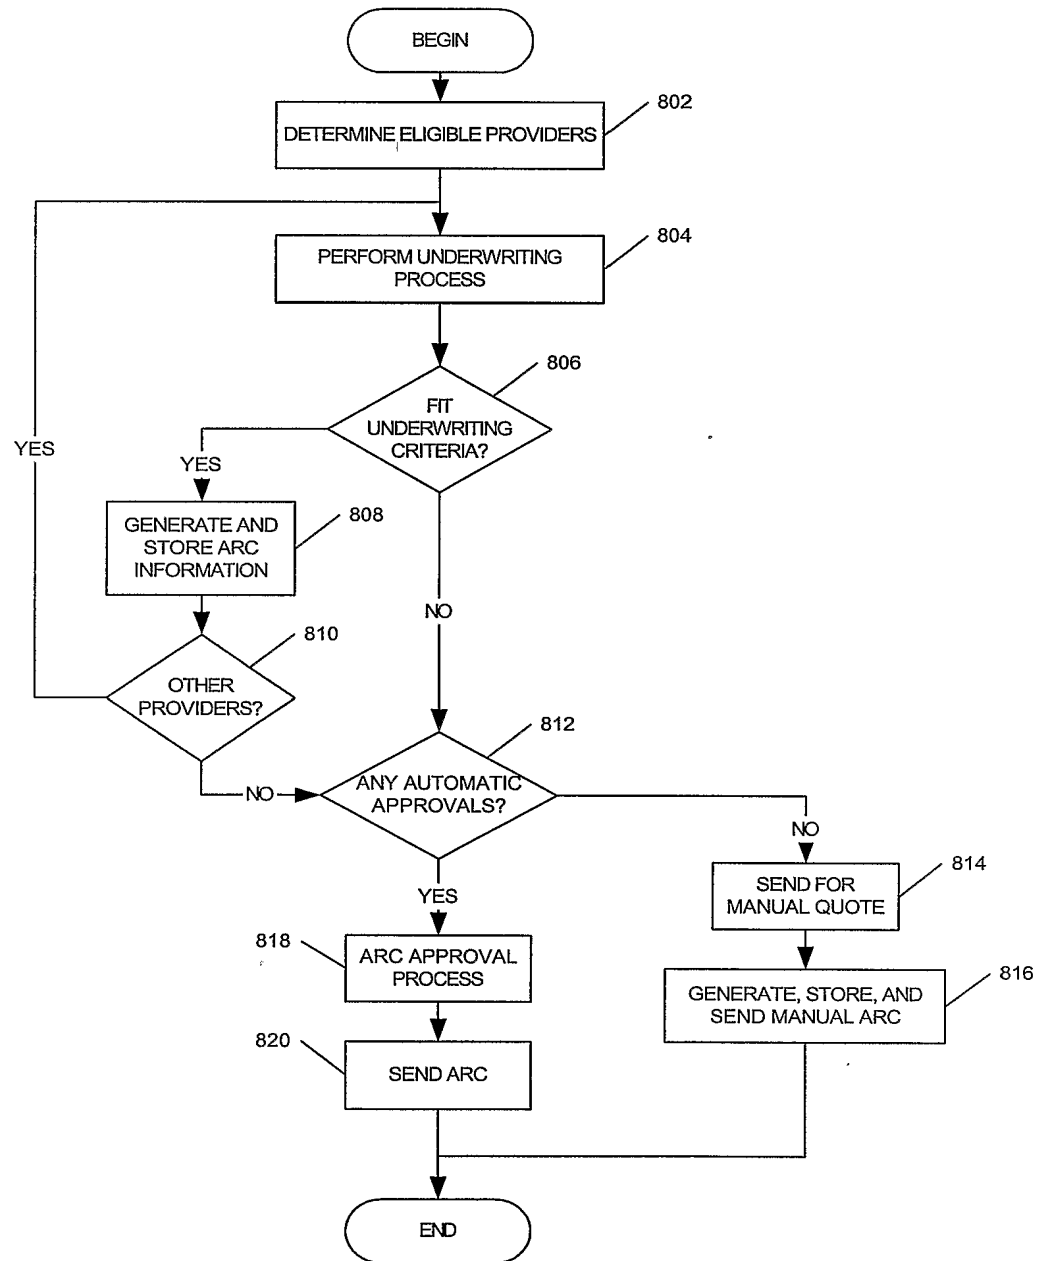 BEGIN
802
DETERMINE ELIGIBLE PROVIDERS
804
PERFORM UNDERWRITING
PROCESS
806
FIT
UNDERWRITING
CRITERIA?
YES
YES
808
GENERATE AND
STORE ARC
INFORMATION
NO
810
OTHER
PROVIDERS?
812
ANY AUTOMATIC
APPROVALS?
NO
NO
YES
814
SEND FOR
MANUAL QUOTE
818
ARC APPROVAL
PROCESS
816
GENERATE, STORE, AND
SEND MANUAL ARC
820
SEND ARC
END